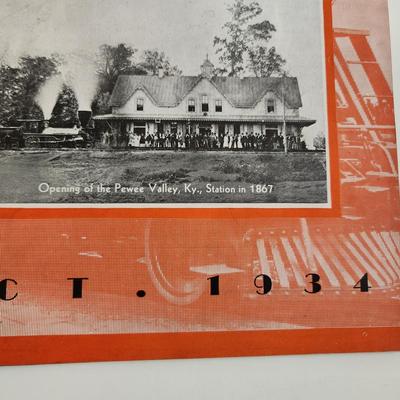 Opening of the Pewee Valley, Ky., Station in 1867
CT. 1934